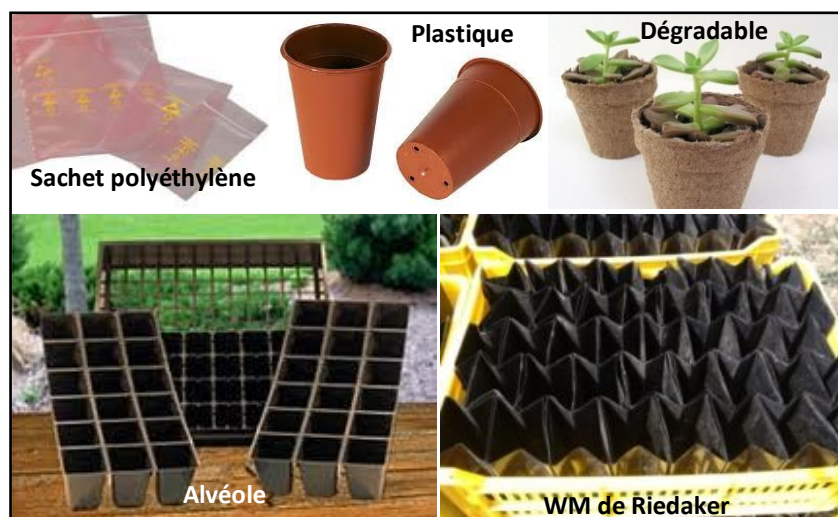 Plastique
Dégradable
Sachet polyéthylène
Alvéole
WM de Riedaker